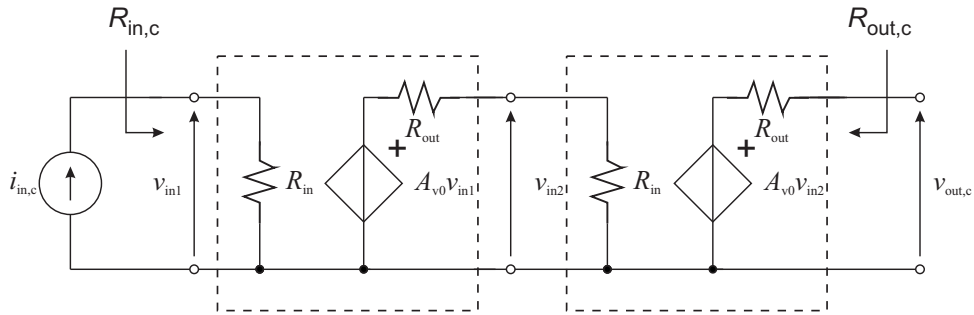 R_in,c
R_out,c
i_in,c
v_in1
R_in
+
R_out
A_v0 v_in1
v_in2
R_in
+
R_out
A_v0 v_in2
v_out,c